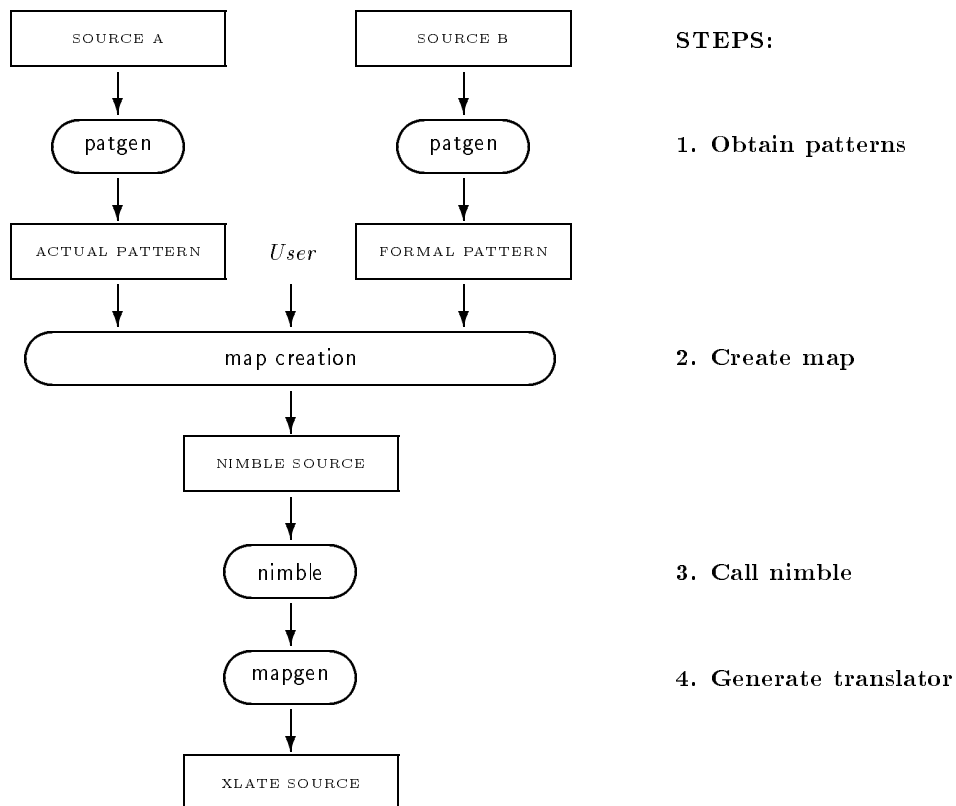 SOURCE A
SOURCE B
STEPS:
patgen
patgen
1. Obtain patterns
ACTUAL PATTERN
User
FORMAL PATTERN
map creation
2. Create map
NIMBLE SOURCE
nimble
3. Call nimble
mapgen
4. Generate translator
XLATE SOURCE